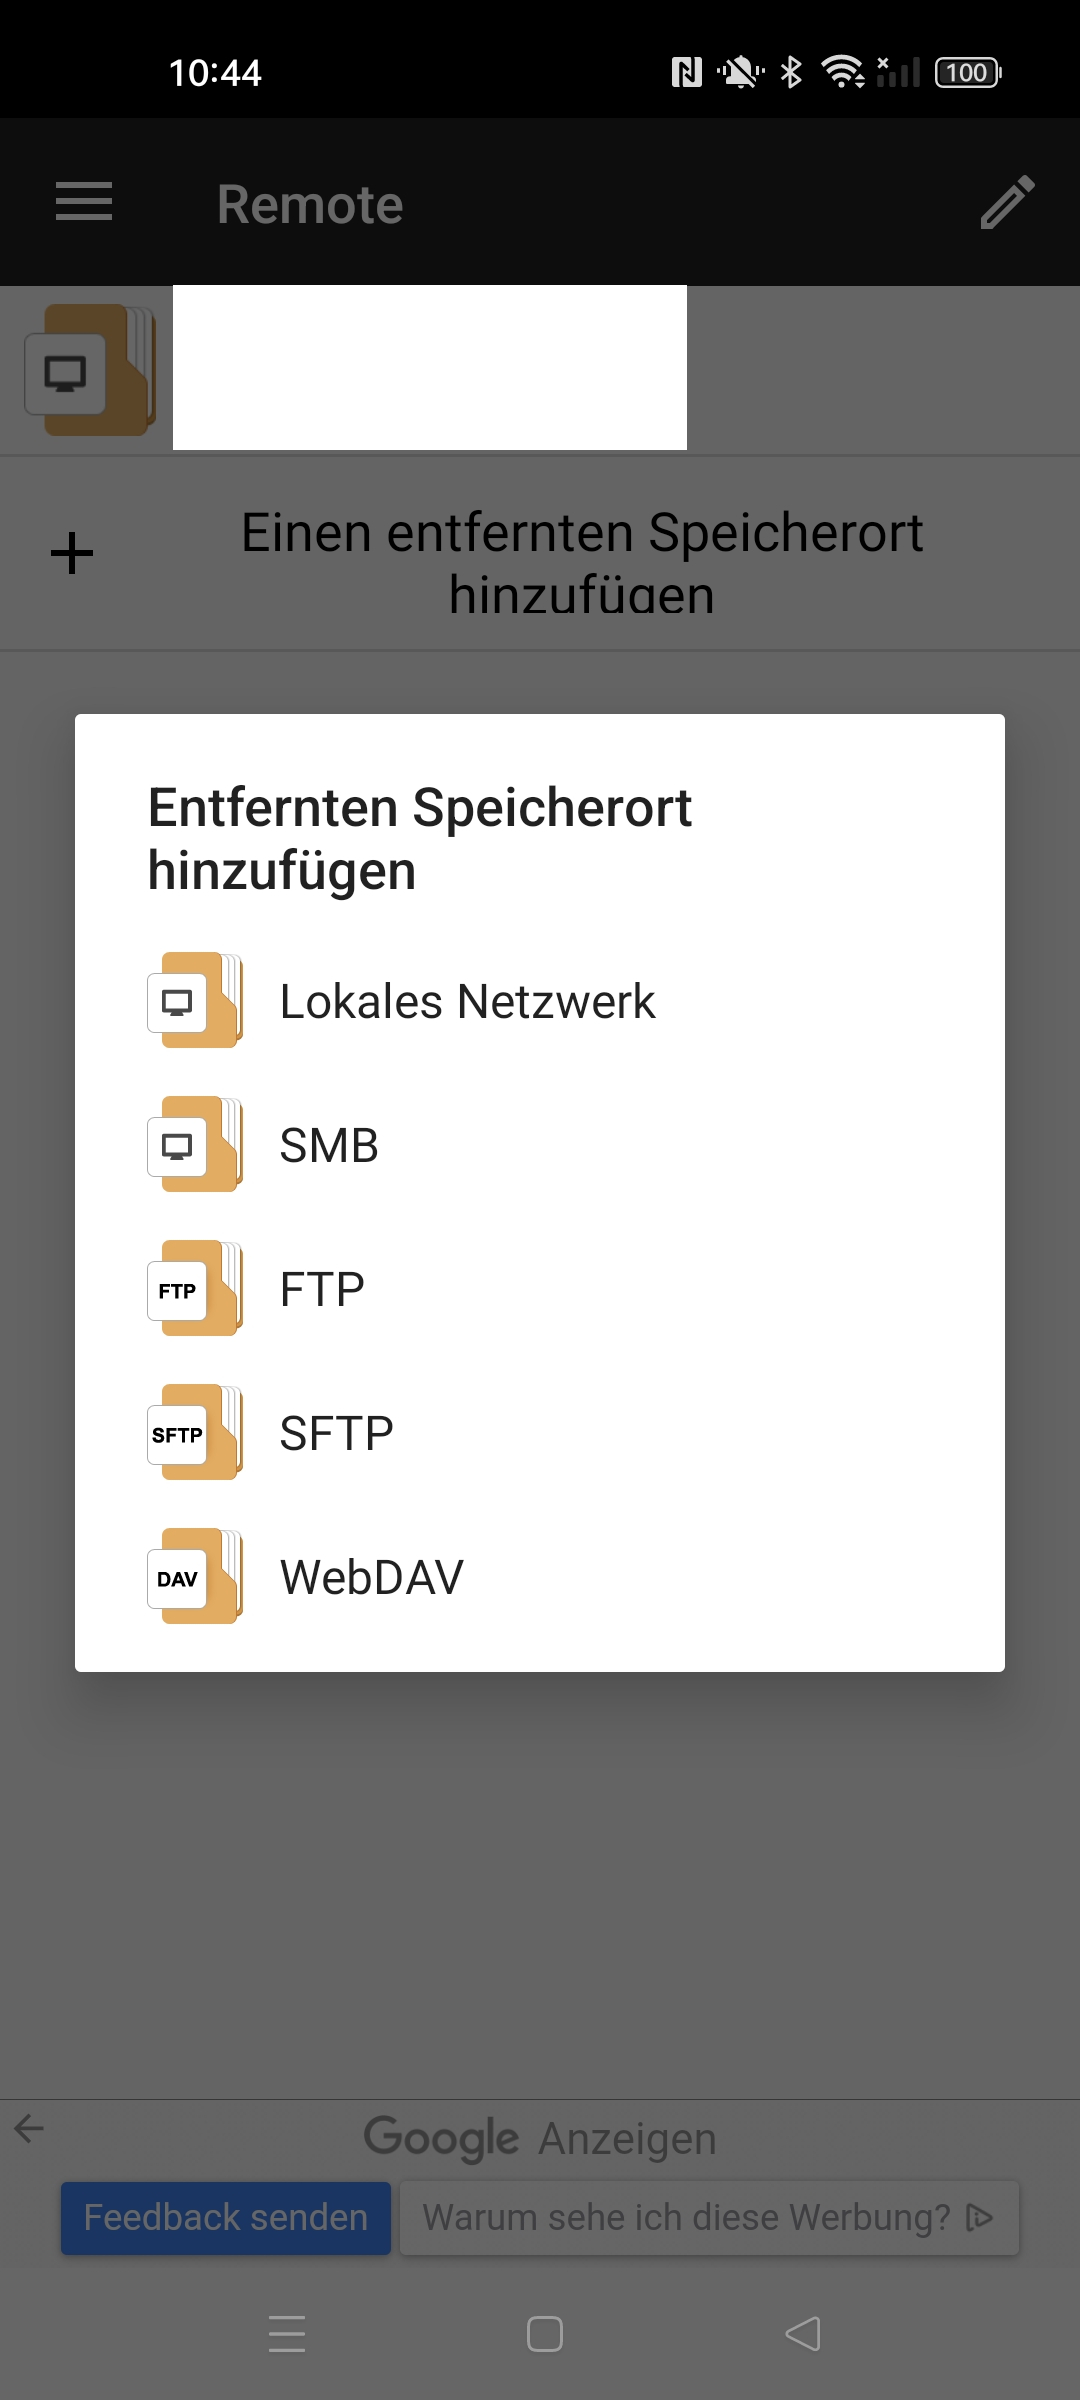 10:44
100
Remote
Einen entfernten Speicherort
hinzufügen
Entfernten Speicherort
hinzufügen
Lokales Netzwerk
SMB
FTP FTP
SFTP SFTP
DAV WebDAV
Google Anzeigen
Feedback senden
Warum sehe ich diese Werbung?